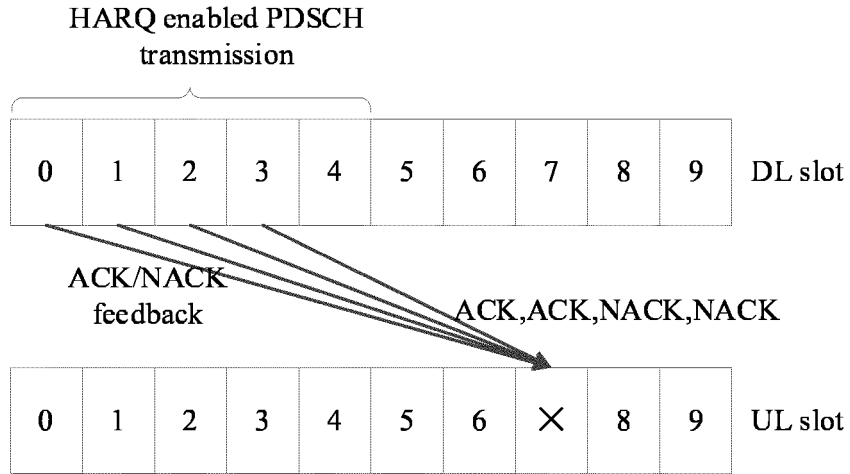 HARQ enabled PDSCH
transmission
0 1 2 3 4 5 6 7 8 9 DL slot
ACK/NACK
feedback
ACK,ACK,NACK,NACK
0 1 2 3 4 5 6 × 8 9 UL slot